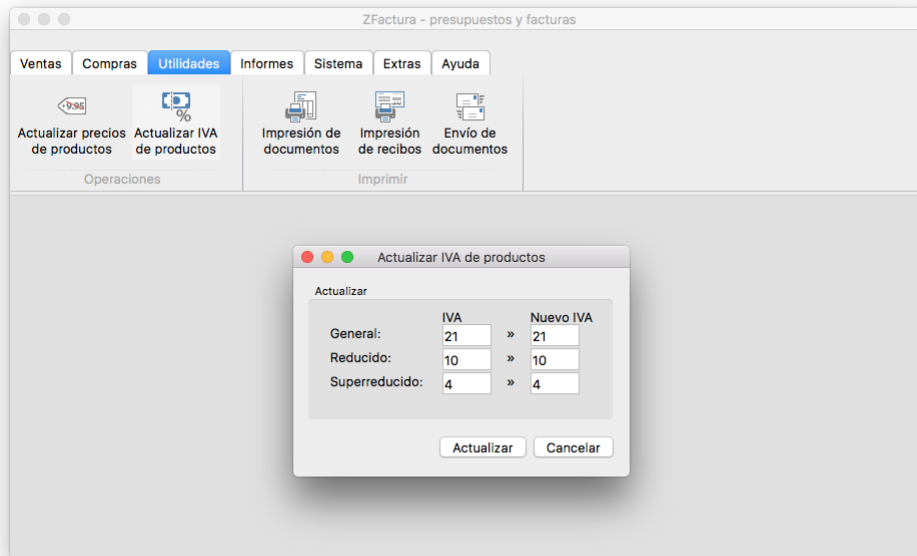 ZFactura - presupuestos y facturas
Ventas Compras Utilidades Informes Sistema Extras Ayuda
9.95 %
Actualizar precios Actualizar IVA Impresión de Impresión Envío de
de productos de productos documentos de recibos documentos
Operaciones Imprimir
Actualizar IVA de productos
Actualizar
IVA Nuevo IVA
General: 21 » 21
Reducido: 10 » 10
Superreducido: 4 » 4
Actualizar Cancelar